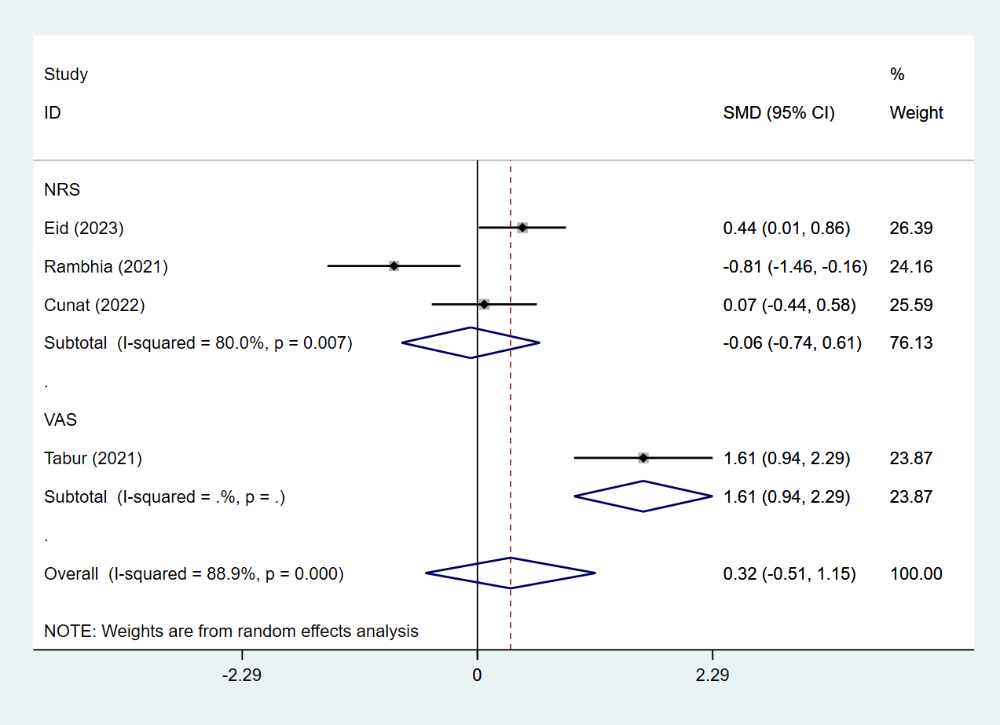 Study %
ID SMD (95% CI) Weight
NRS
Eid (2023) 0.44 (0.01, 0.86) 26.39
Rambhia (2021) -0.81 (-1.46, -0.16) 24.16
Cunat (2022) 0.07 (-0.44, 0.58) 25.59
Subtotal (I-squared = 80.0%, p = 0.007) -0.06 (-0.74, 0.61) 76.13
.
VAS
Tabur (2021) 1.61 (0.94, 2.29) 23.87
Subtotal (I-squared = .%, p = .) 1.61 (0.94, 2.29) 23.87
.
Overall (I-squared = 88.9%, p = 0.000) 0.32 (-0.51, 1.15) 100.00
NOTE: Weights are from random effects analysis
-2.29 0 2.29